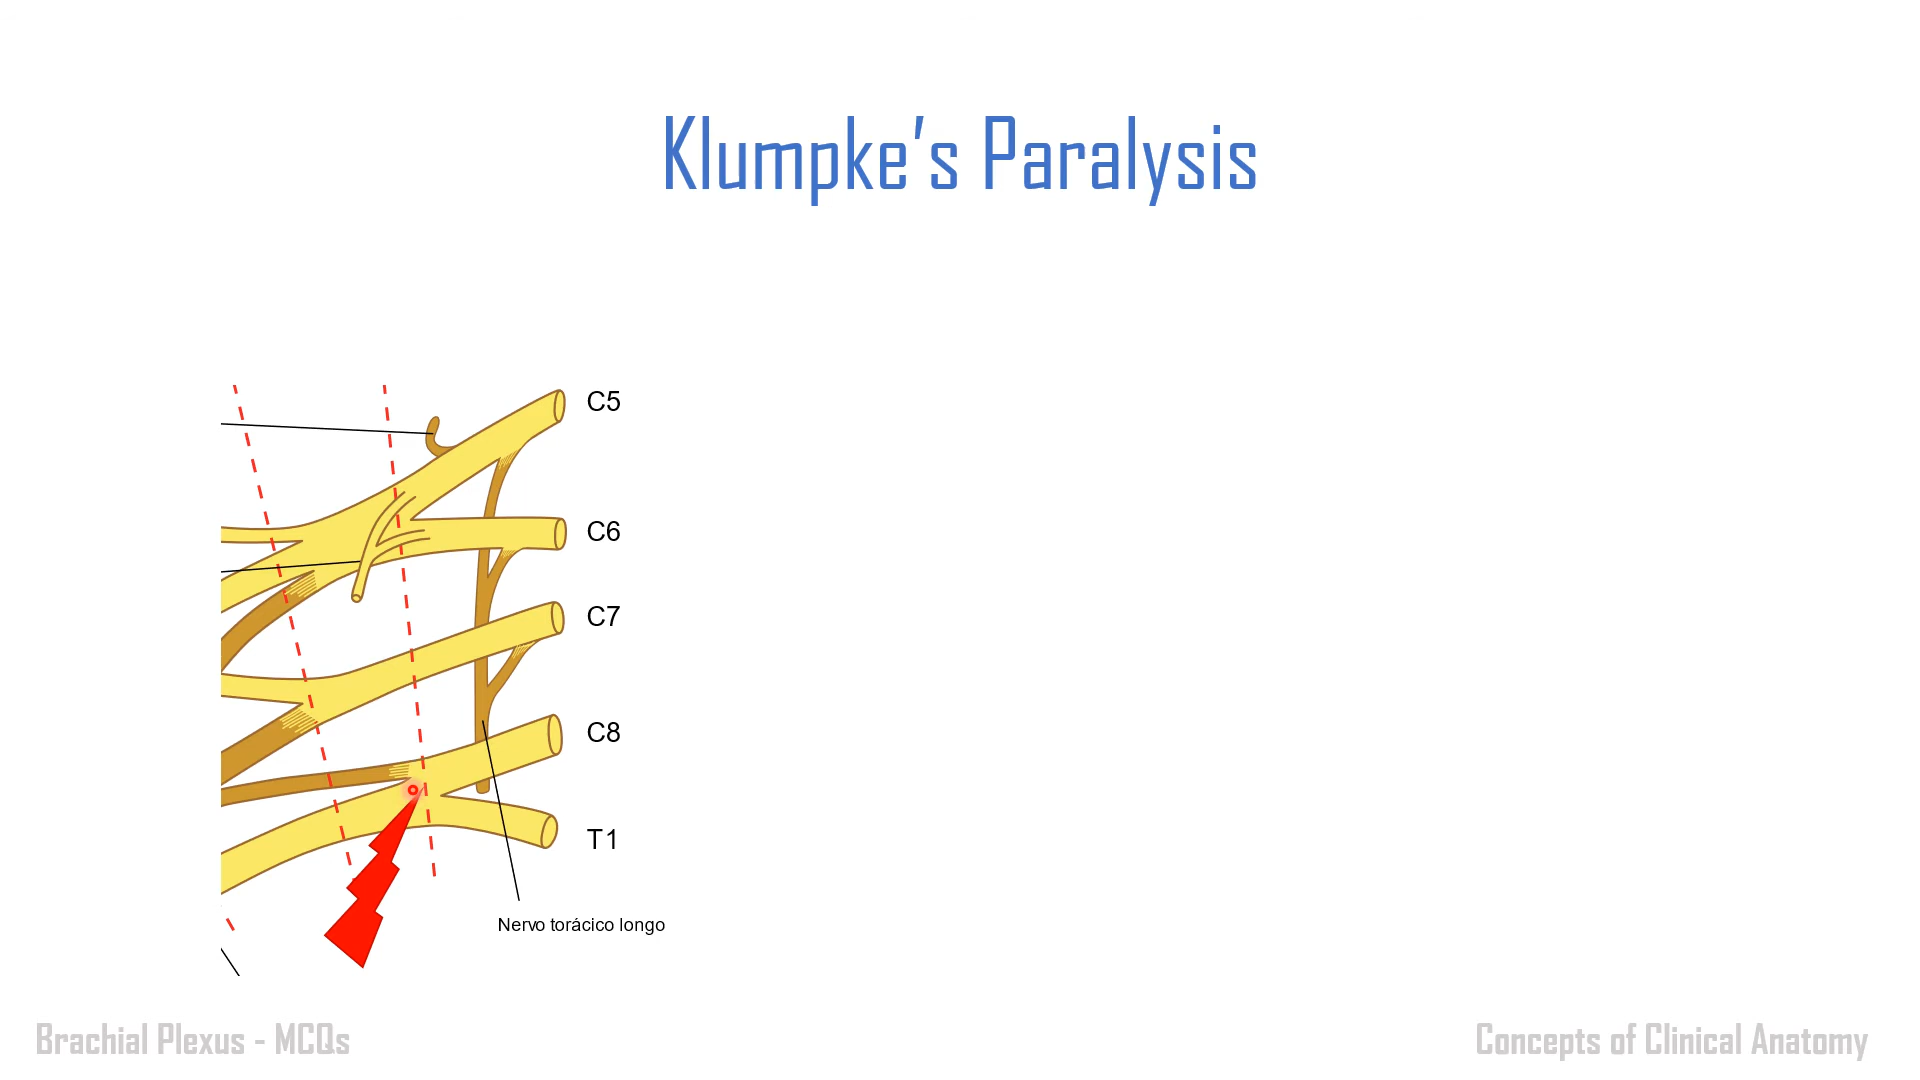 Klumpke's Paralysis
C5
C6
C7
C8
T1
Nervo torácico longo
Brachial Plexus - MCQs
Concepts of Clinical Anatomy